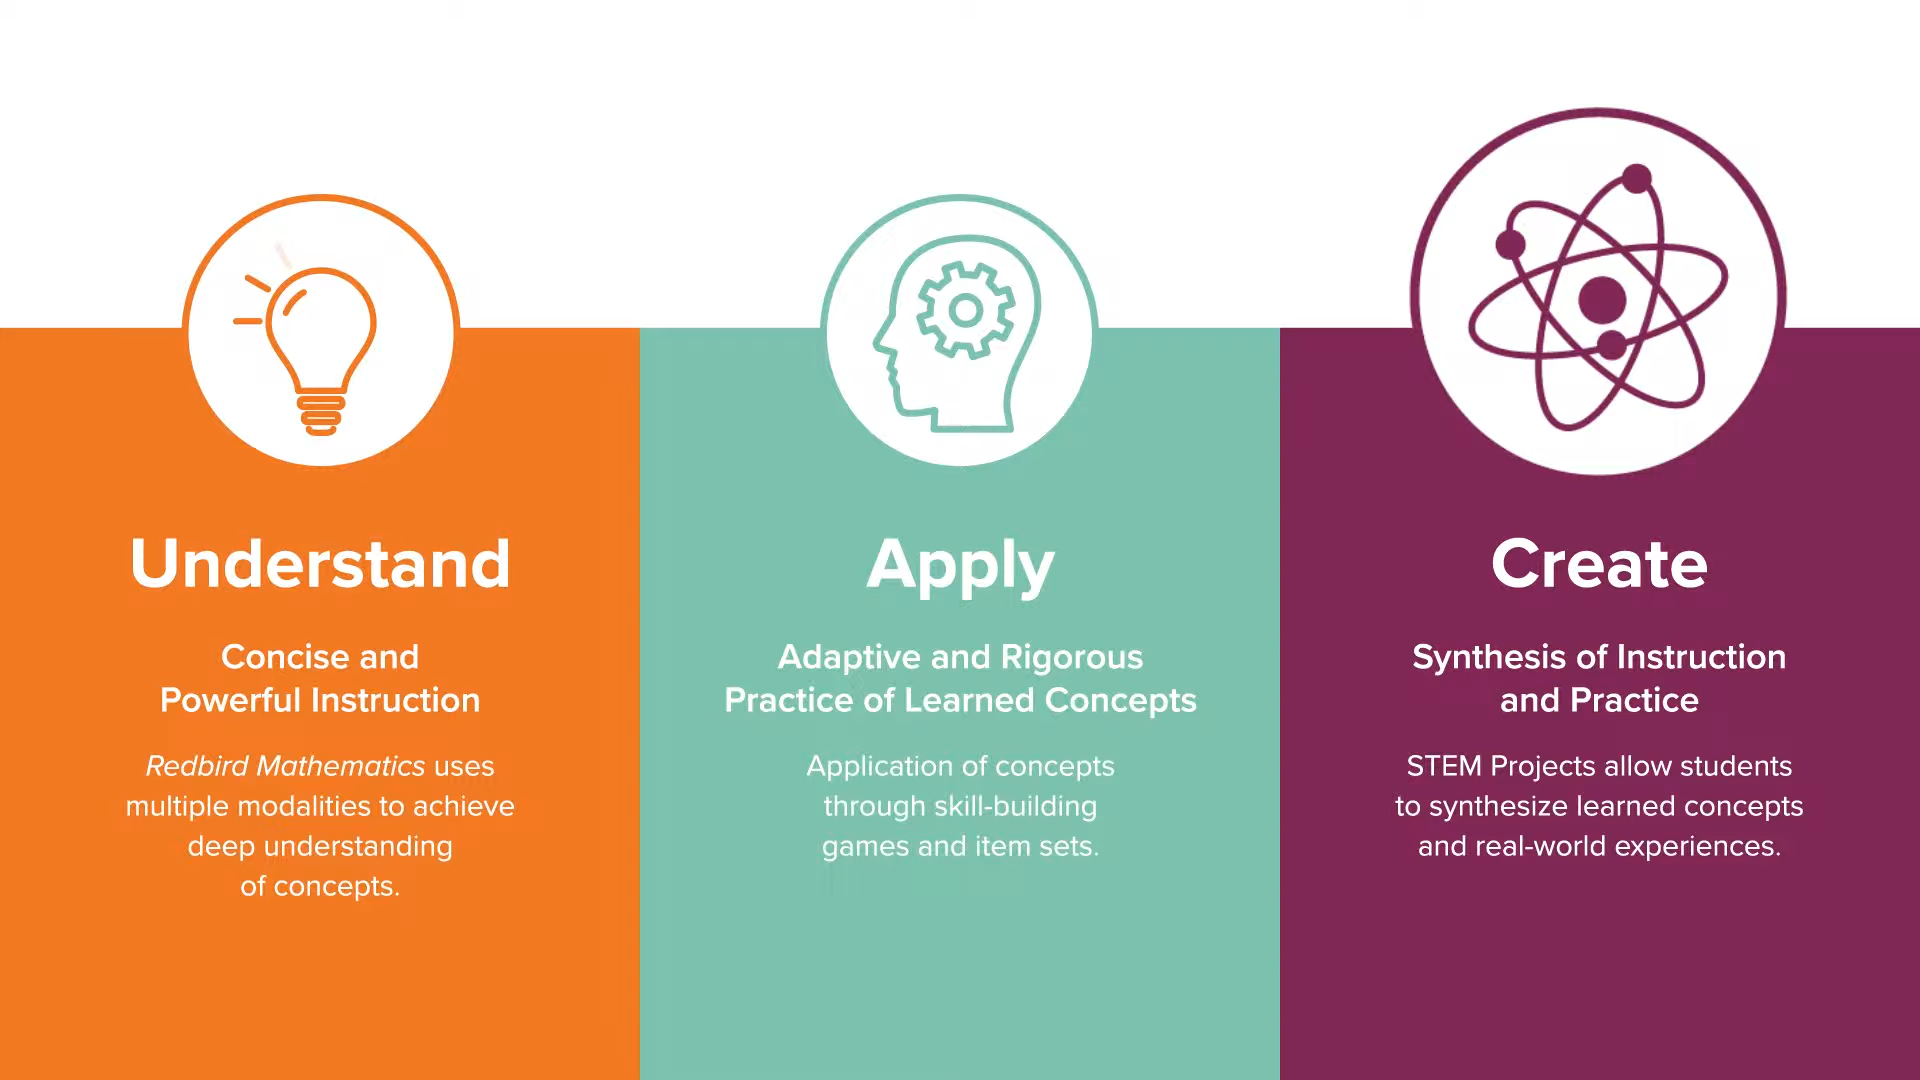 Understand
Concise and
Powerful Instruction
Redbird Mathematics uses
multiple modalities to achieve
deep understanding
of concepts.
Apply
Adaptive and Rigorous
Practice of Learned Concepts
Application of concepts
through skill-building
games and item sets.
Create
Synthesis of Instruction
and Practice
STEM Projects allow students
to synthesize learned concepts
and real-world experiences.